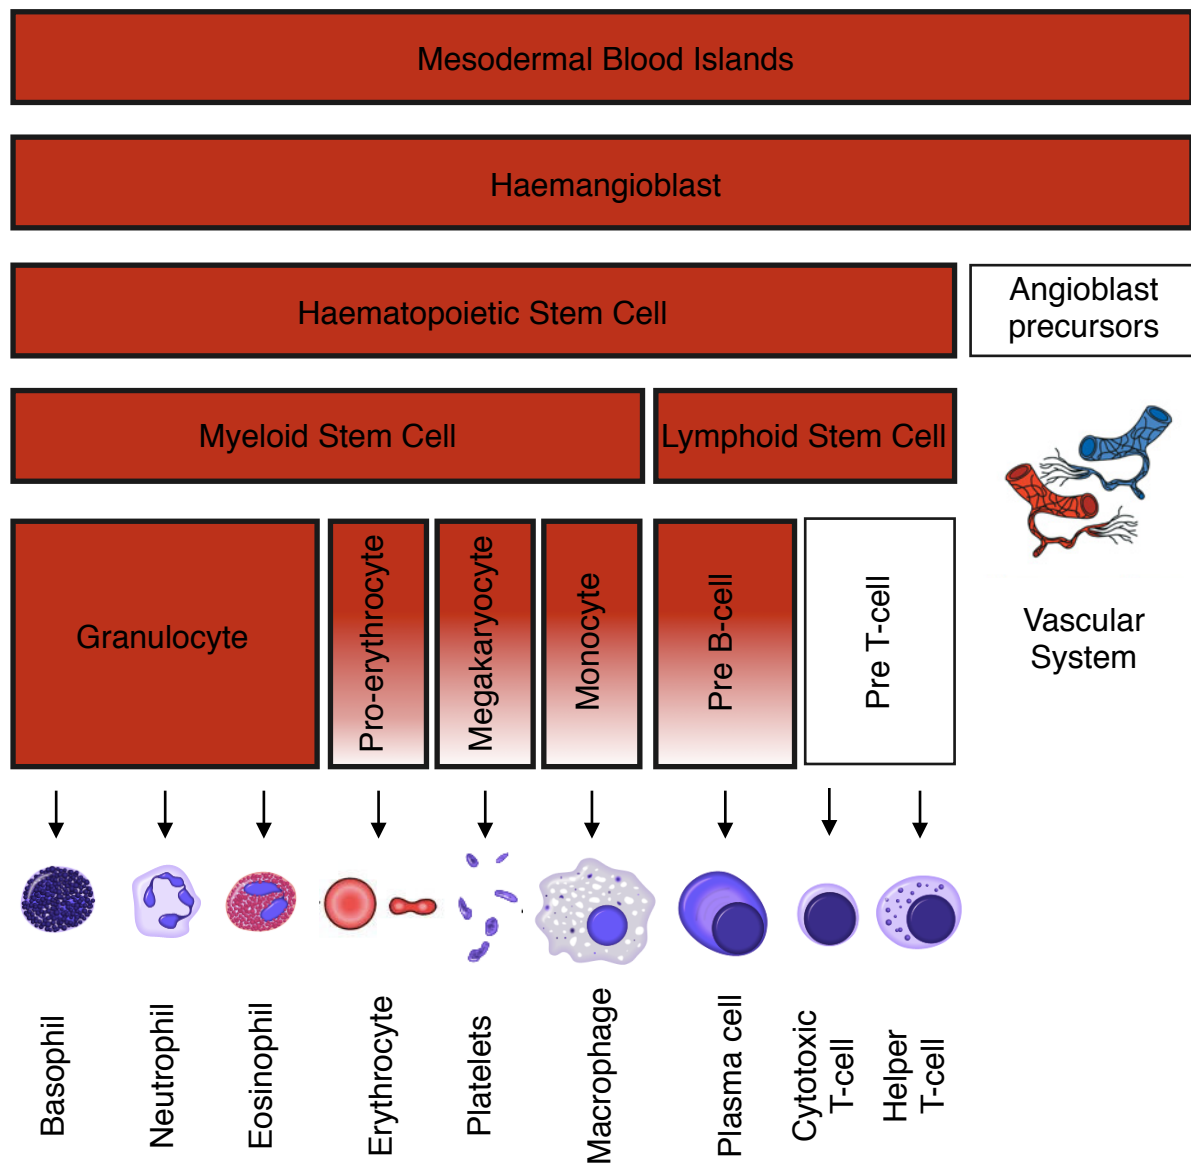 Mesodermal Blood Islands
Haemangioblast
Haematopoietic Stem Cell
Angioblast
precursors
Myeloid Stem Cell
Lymphoid Stem Cell
Granulocyte
Pro-erythrocyte
Megakaryocyte
Monocyte
Pre B-cell
Pre T-cell
Vascular
System
Basophil
Neutrophil
Eosinophil
Erythrocyte
Platelets
Macrophage
Plasma cell
Cytotoxic
T-cell
Helper
T-cell